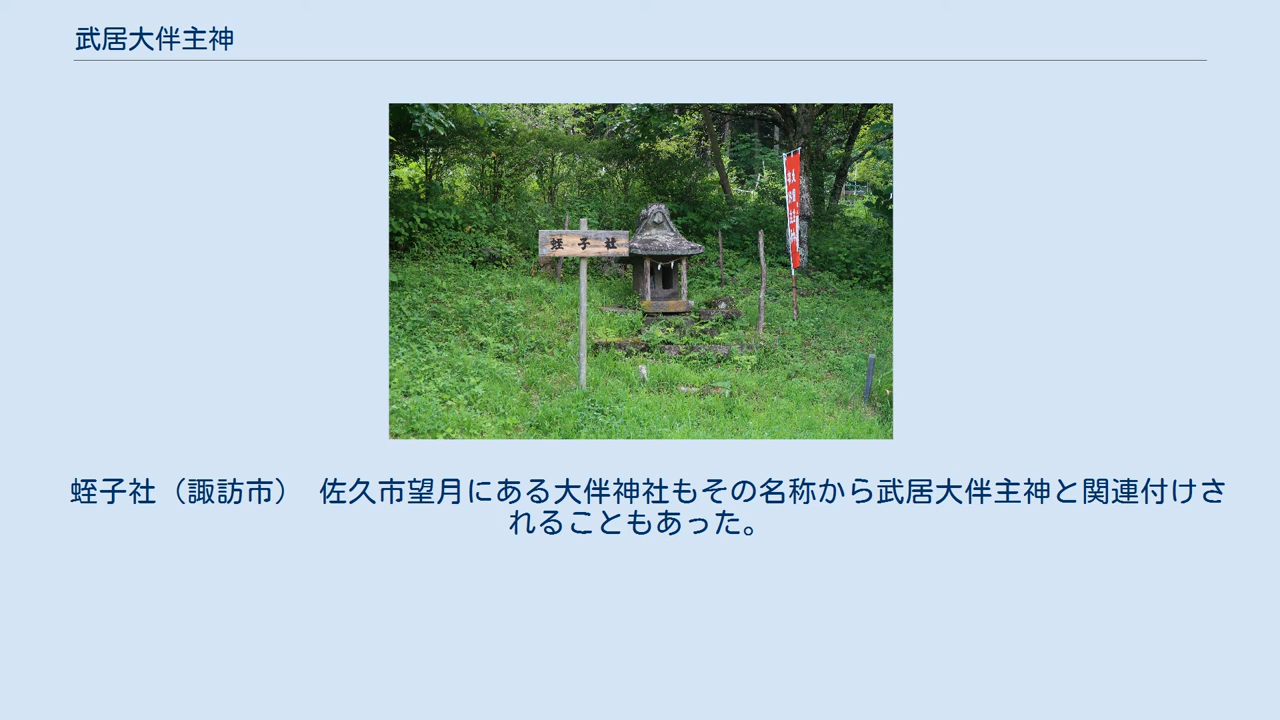 武居大伴主神
蛭子社
蛭子社（諏訪市）　佐久市望月にある大伴神社もその名称から武居大伴主神と関連付けさ
れることもあった。